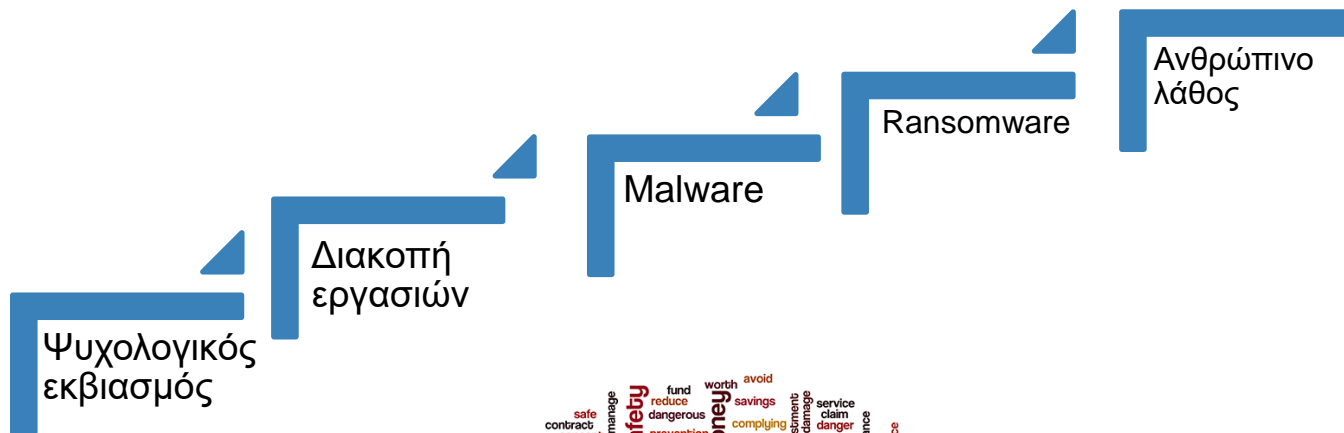 Ψυχολογικός
εκβιασμός
Διακοπή
εργασιών
Malware
Ransomware
Ανθρώπινο
λάθος
fund
worth
avoid
reduce
savings
safe
manage
dangerous
service
contract
complying
claim
danger
damage